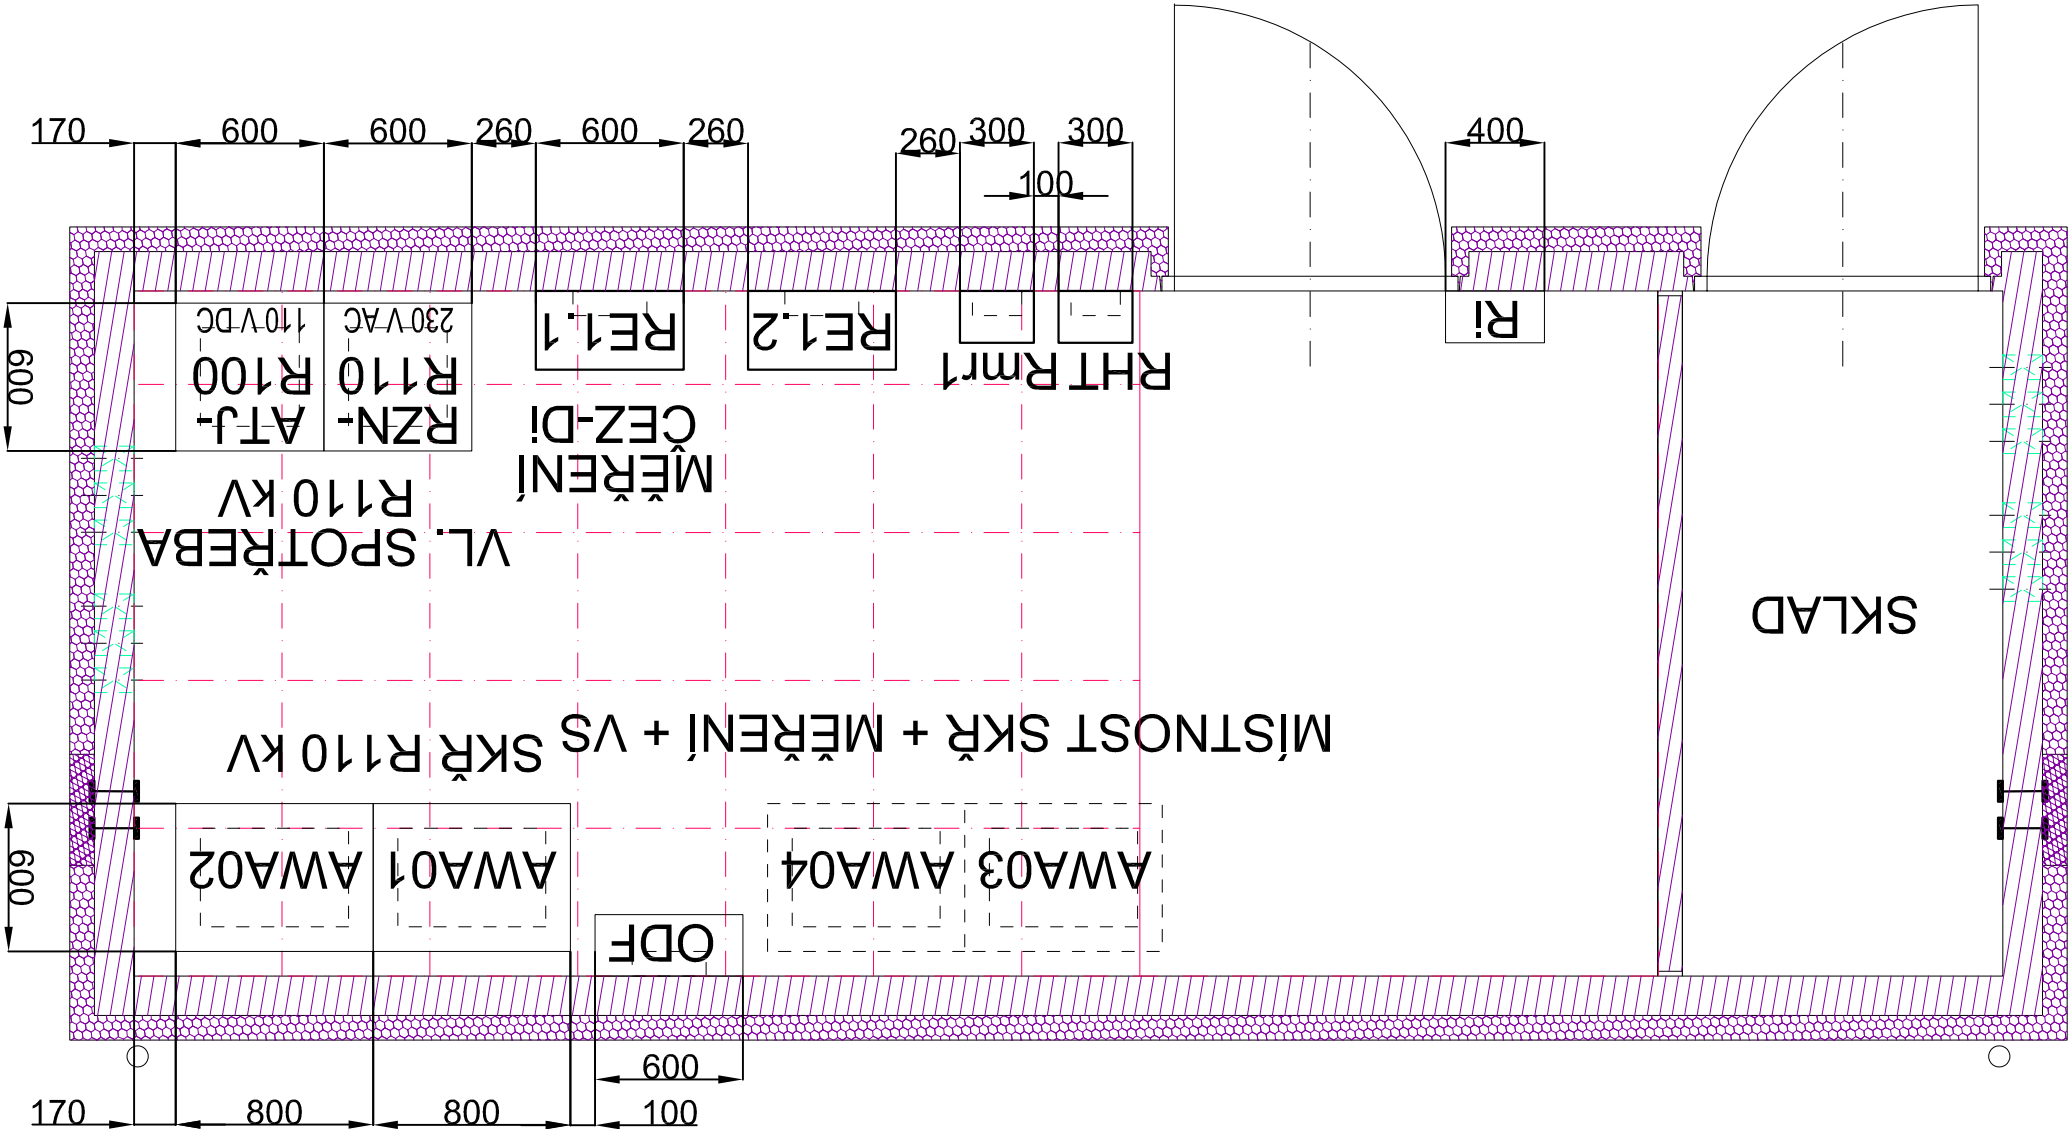 170
600
600
260
600
260
260
300
300
400
100
600
ATJ-
R100
110 V DC
RZN-
R110
230 V AC
RE1.1
RE1.2
RHT
Rmr1
Ri
MĚŘENÍ
ČEZ-Di
VL. SPOTŘEBA
R110 kV
SKLAD
MÍSTNOST SKŘ + MĚŘENÍ + VS
SKŘ R110 kV
600
AWA02
AWA01
AWA04
AWA03
ODF
600
170
800
800
100